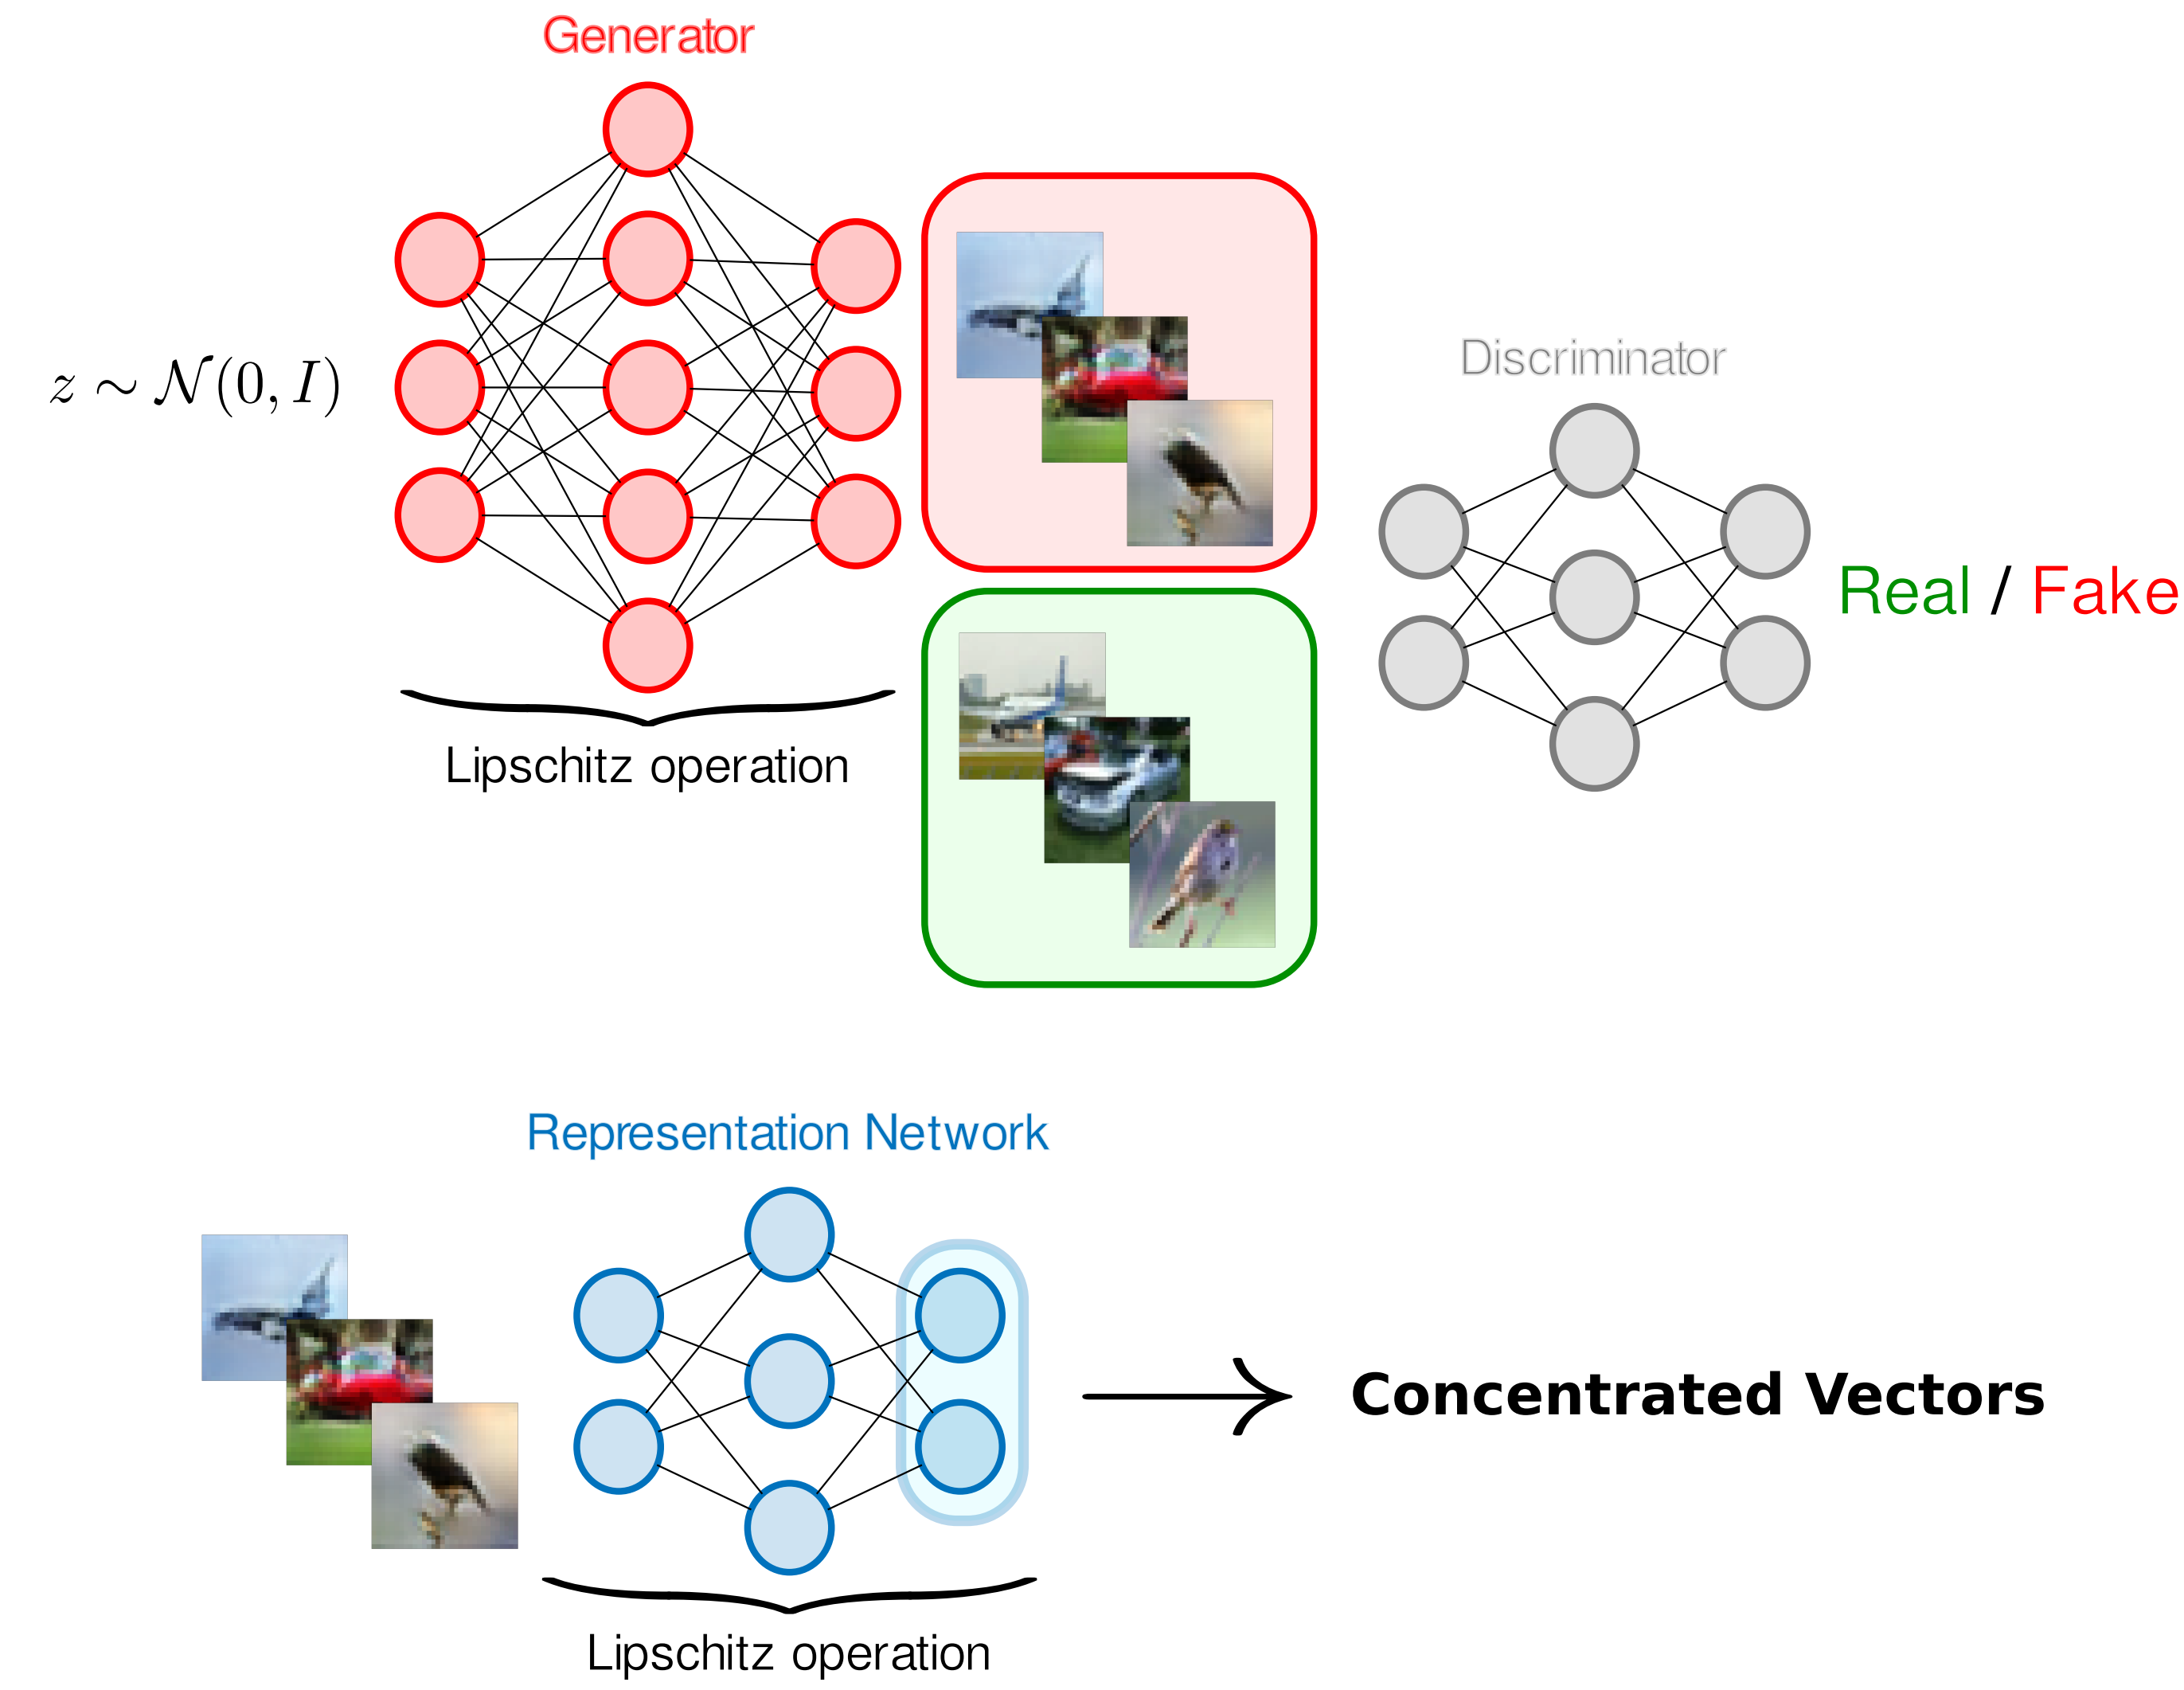 Generator
z ∼ 𝒩(0, I)
Discriminator
Real / Fake
Lipschitz operation
Representation Network
Concentrated Vectors
Lipschitz operation